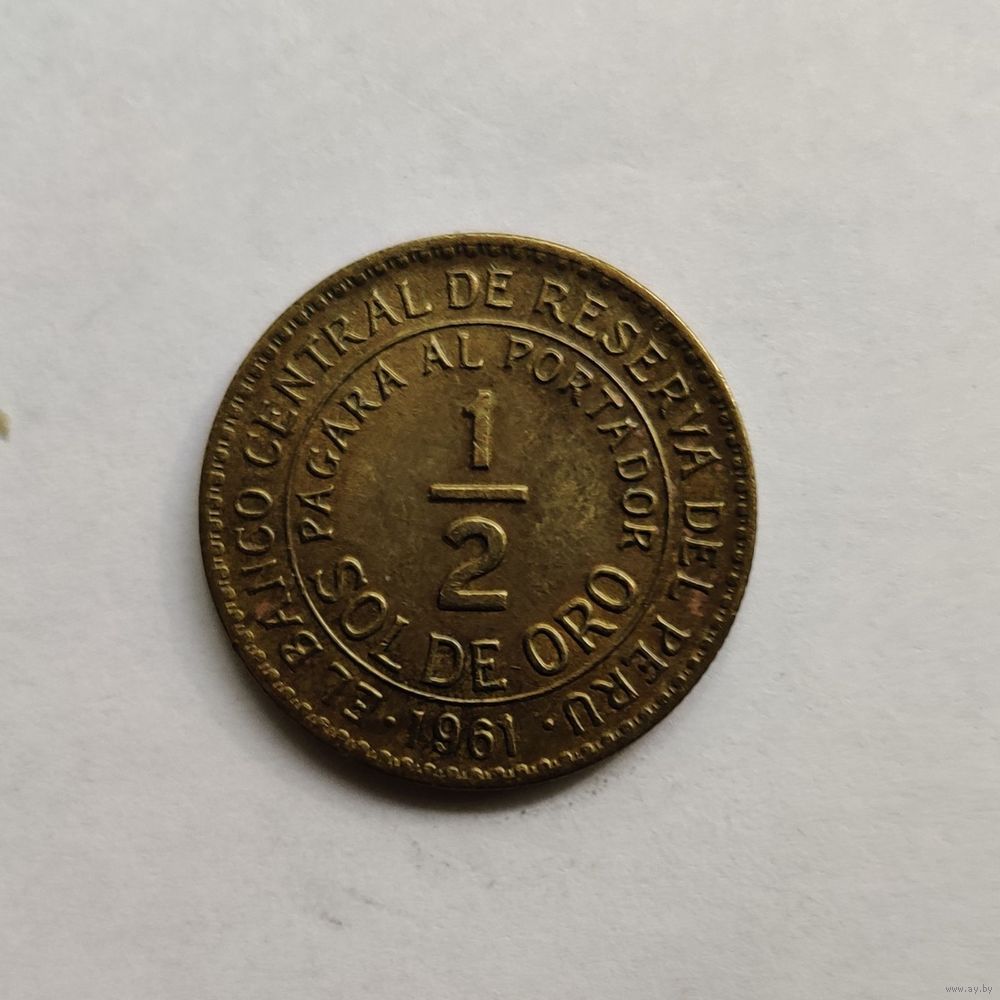 EL BANCO CENTRAL DE RESERVA DEL PERU
· 1961 ·
PAGARA AL PORTADOR
1/2
SOL DE ORO
www.ay.by